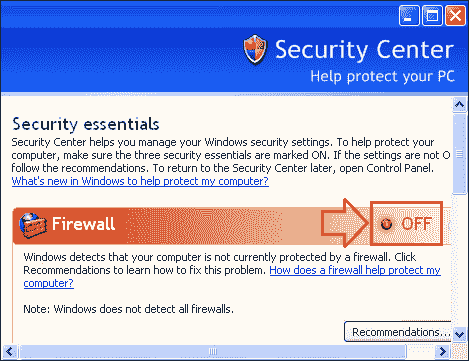 Security Center
Help protect your PC
Security essentials
Security Center helps you manage your Windows security settings. To help protect your
computer, make sure the three security essentials are marked ON. If the settings are not O
follow the recommendations. To return to the Security Center later, open Control Panel.
What's new in Windows to help protect my computer?
Firewall
OFF
Windows detects that your computer is not currently protected by a firewall. Click
Recommendations to learn how to fix this problem. How does a firewall help protect my
computer?
Note: Windows does not detect all firewalls.
Recommendations...